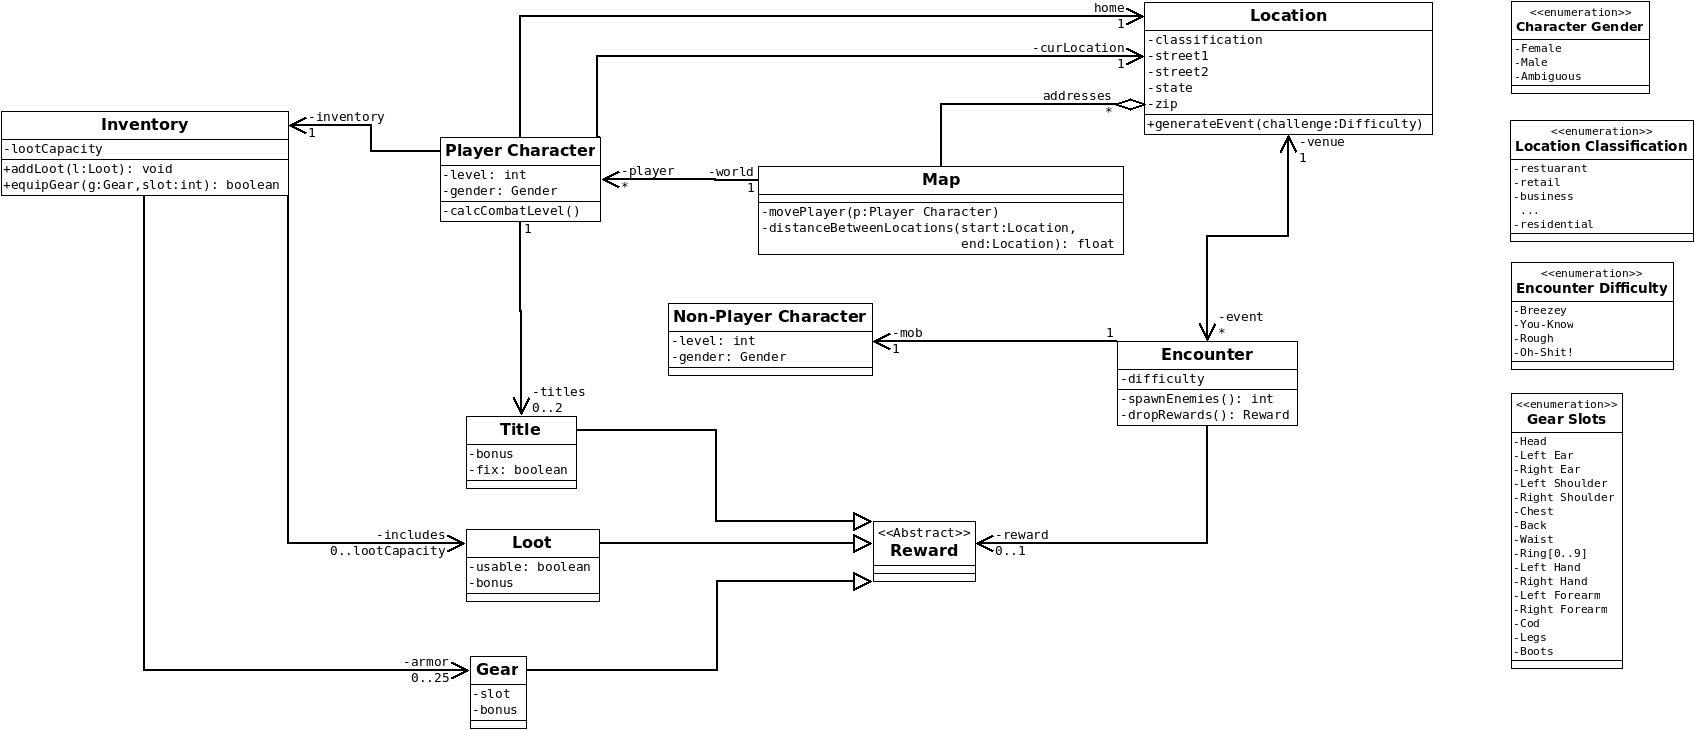 home
1
-curLocation
1
addresses
*
Location
-classification
-street1
-street2
-state
-zip
+generateEvent(challenge:Difficulty)
-venue
1
Inventory
-lootCapacity
+addLoot(l:Loot): void
+equipGear(g:Gear,slot:int): boolean
-inventory
1
Player Character
-level: int
-gender: Gender
-calcCombatLevel()
1
-player
*
-world
1
Map
-movePlayer(p:Player Character)
-distanceBetweenLocations(start:Location,
end:Location): float
Non-Player Character
-level: int
-gender: Gender
-mob
1
1
-event
*
Encounter
-difficulty
-spawnEnemies(): int
-dropRewards(): Reward
-titles
0..2
Title
-bonus
-fix: boolean
-includes
0..lootCapacity
Loot
-usable: boolean
-bonus
<<Abstract>>
Reward
-reward
0..1
-armor
0..25
Gear
-slot
-bonus
<<enumeration>>
Character Gender
-Female
-Male
-Ambiguous
<<enumeration>>
Location Classification
-restuarant
-retail
-business
...
-residential
<<enumeration>>
Encounter Difficulty
-Breezey
-You-Know
-Rough
-Oh-Shit!
<<enumeration>>
Gear Slots
-Head
-Left Ear
-Right Ear
-Left Shoulder
-Right Shoulder
-Chest
-Back
-Waist
-Ring[0..9]
-Left Hand
-Right Hand
-Left Forearm
-Right Forearm
-Cod
-Legs
-Boots